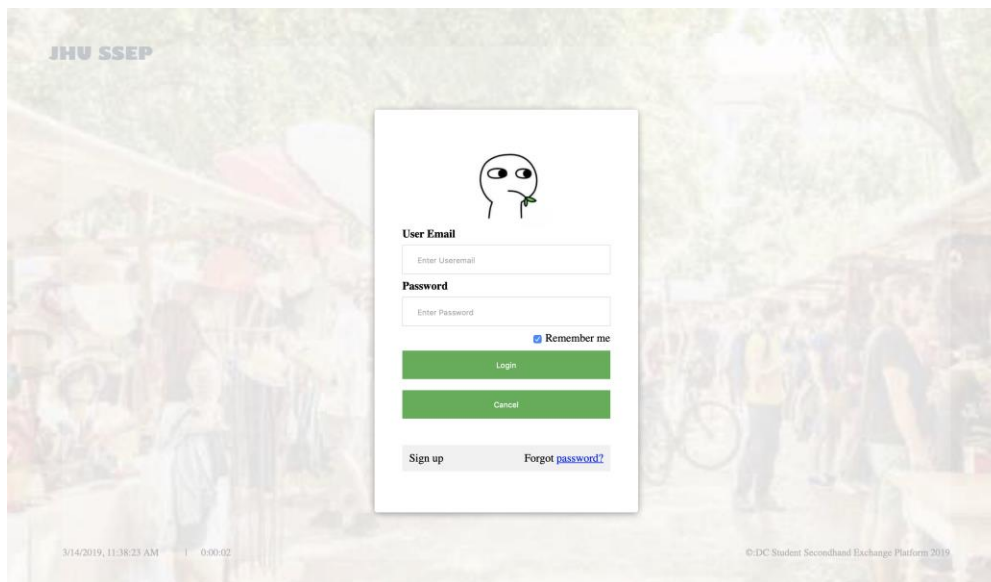 JHU SSEP
User Email
Enter Useremail
Password
Enter Password
Remember me
Login
Cancel
Sign up Forgot password?
3/14/2019, 11:38:23 AM | 0:00:02 © DC Student Secondhand Exchange Platform 2019